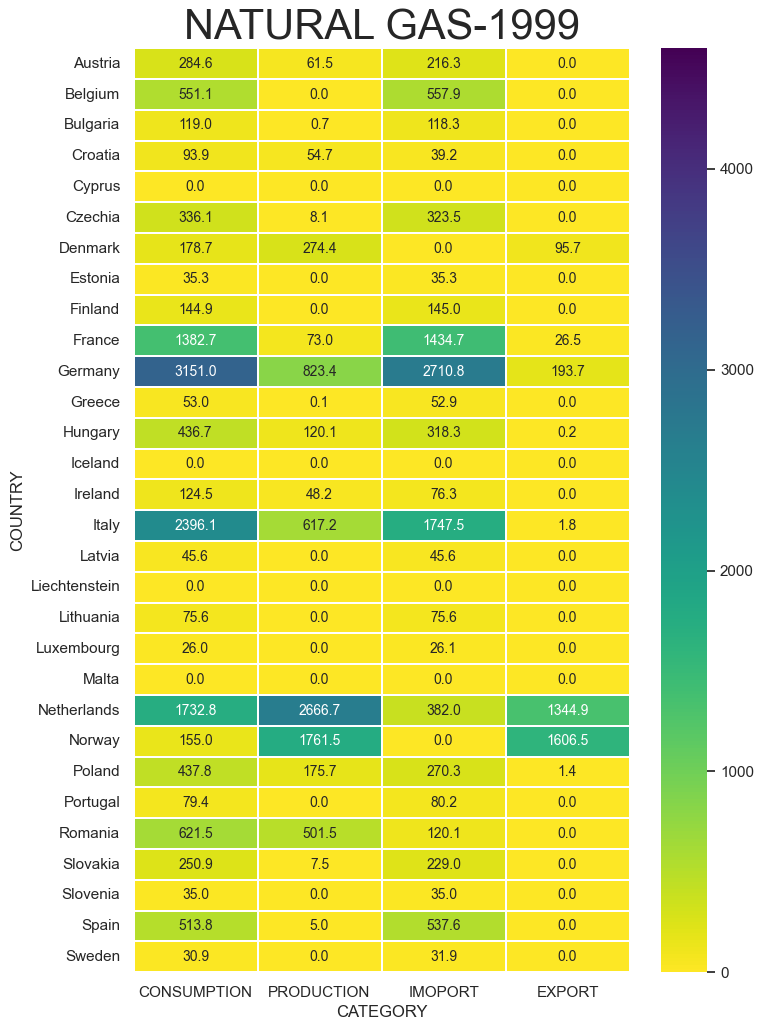 NATURAL GAS-1999
Austria 284.6 61.5 216.3 0.0
Belgium 551.1 0.0 557.9 0.0
Bulgaria 119.0 0.7 118.3 0.0
Croatia 93.9 54.7 39.2 0.0
Cyprus 0.0 0.0 0.0 0.0
Czechia 336.1 8.1 323.5 0.0
Denmark 178.7 274.4 0.0 95.7
Estonia 35.3 0.0 35.3 0.0
Finland 144.9 0.0 145.0 0.0
France 1382.7 73.0 1434.7 26.5
Germany 3151.0 823.4 2710.8 193.7
Greece 53.0 0.1 52.9 0.0
Hungary 436.7 120.1 318.3 0.2
Iceland 0.0 0.0 0.0 0.0
Ireland 124.5 48.2 76.3 0.0
Italy 2396.1 617.2 1747.5 1.8
Latvia 45.6 0.0 45.6 0.0
Liechtenstein 0.0 0.0 0.0 0.0
Lithuania 75.6 0.0 75.6 0.0
Luxembourg 26.0 0.0 26.1 0.0
Malta 0.0 0.0 0.0 0.0
Netherlands 1732.8 2666.7 382.0 1344.9
Norway 155.0 1761.5 0.0 1606.5
Poland 437.8 175.7 270.3 1.4
Portugal 79.4 0.0 80.2 0.0
Romania 621.5 501.5 120.1 0.0
Slovakia 250.9 7.5 229.0 0.0
Slovenia 35.0 0.0 35.0 0.0
Spain 513.8 5.0 537.6 0.0
Sweden 30.9 0.0 31.9 0.0
CONSUMPTION PRODUCTION IMOPORT EXPORT
CATEGORY
COUNTRY
4000
3000
2000
1000
0